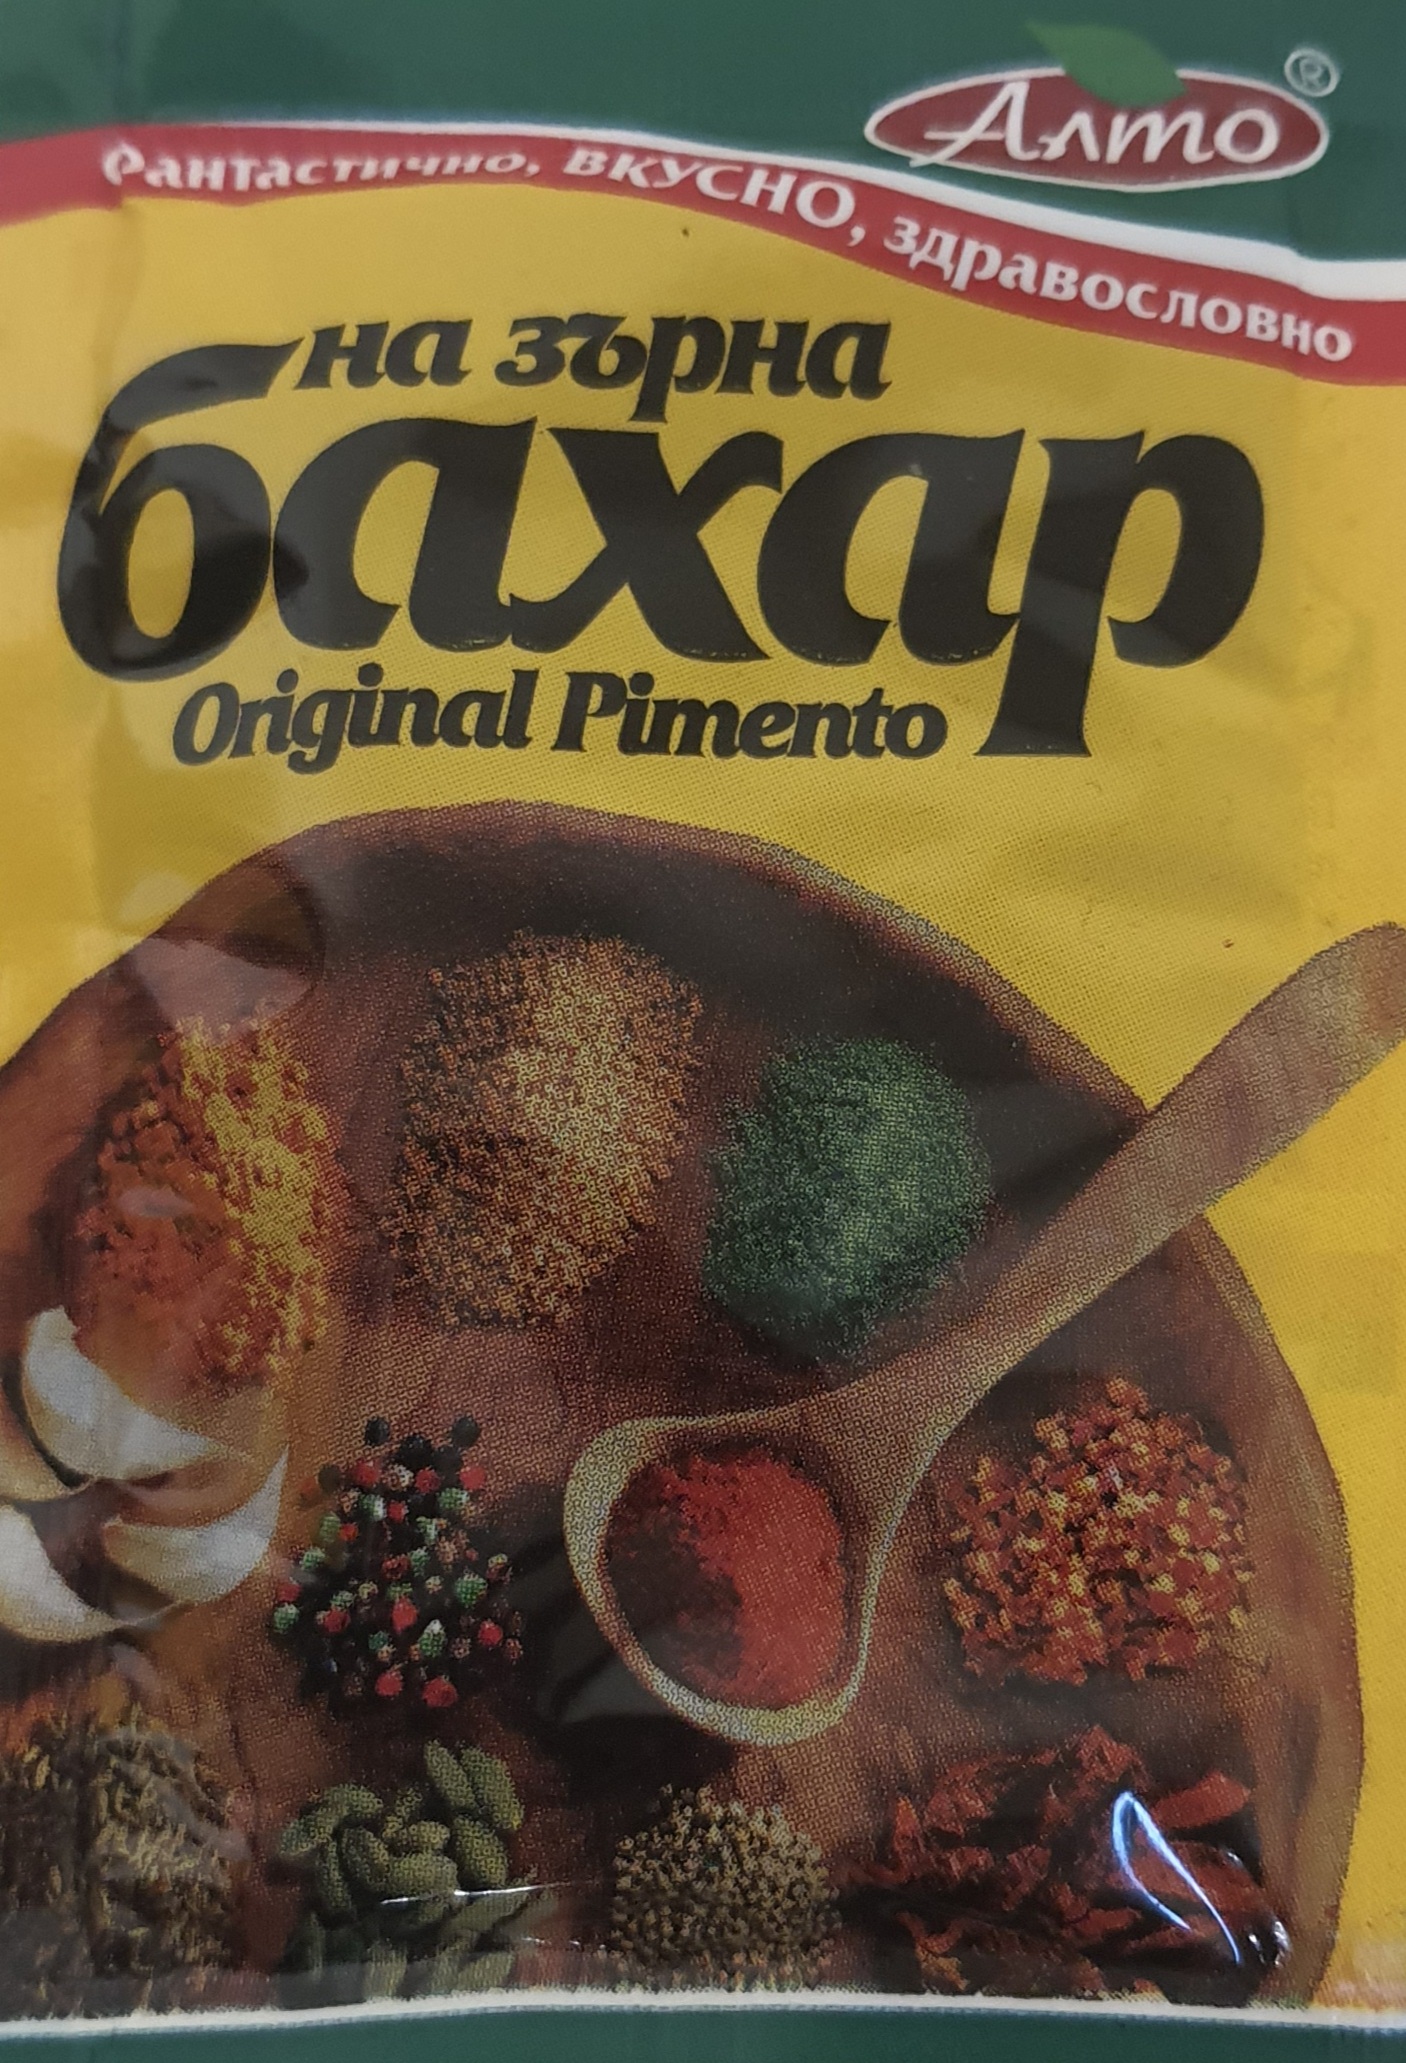 Алто®
Фантастично, вкусно, здравословно
на зърна
бахар
Original Pimento